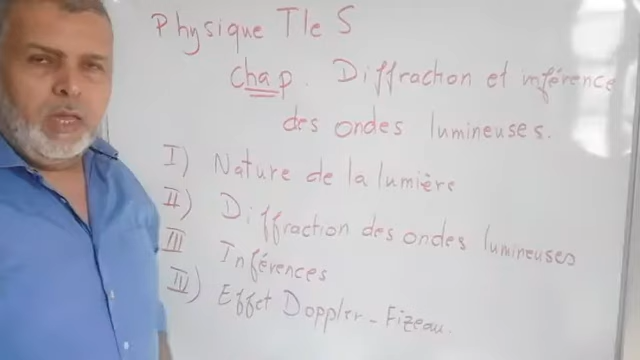 Physique Tle S
Chap. Diffraction et inférence
des ondes lumineuses.
I) Nature de la lumière
II) Diffraction des ondes lumineuses
III Inférences
IV) Effet Doppler - Fizeau.